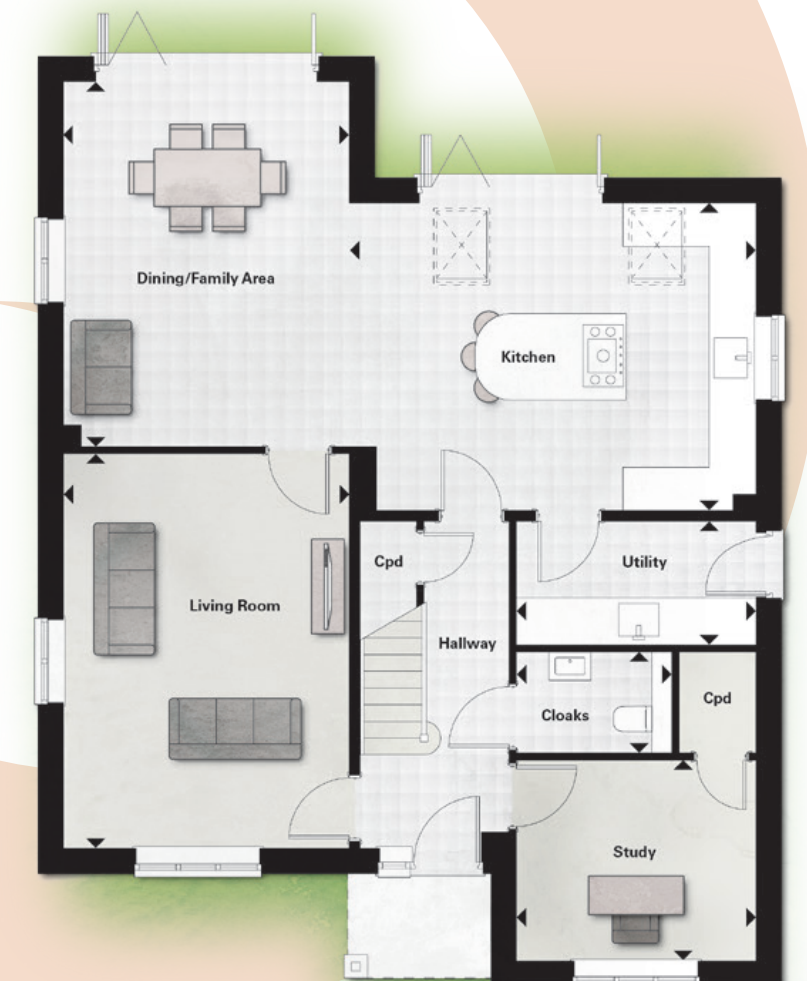 Dining/Family Area
Kitchen
Cpd
Utility
Living Room
Hallway
Cloaks
Cpd
Study